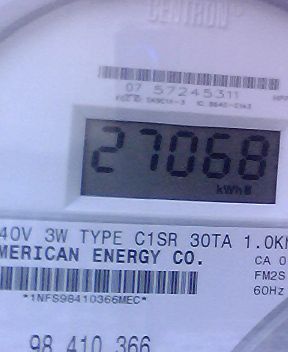 CENTRON
07 57245311
27068
kWh
40V 3W TYPE C1SR 30TA 1.0K
MERICAN ENERGY CO.
CA 0
FM2S
60Hz
*1NFS98410366MEC*
98 410 366